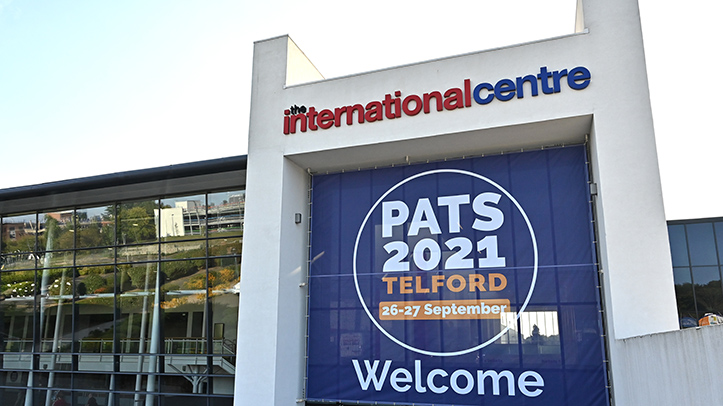 the
internationalcentre
PATS
2021
TELFORD
26-27 September
Welcome